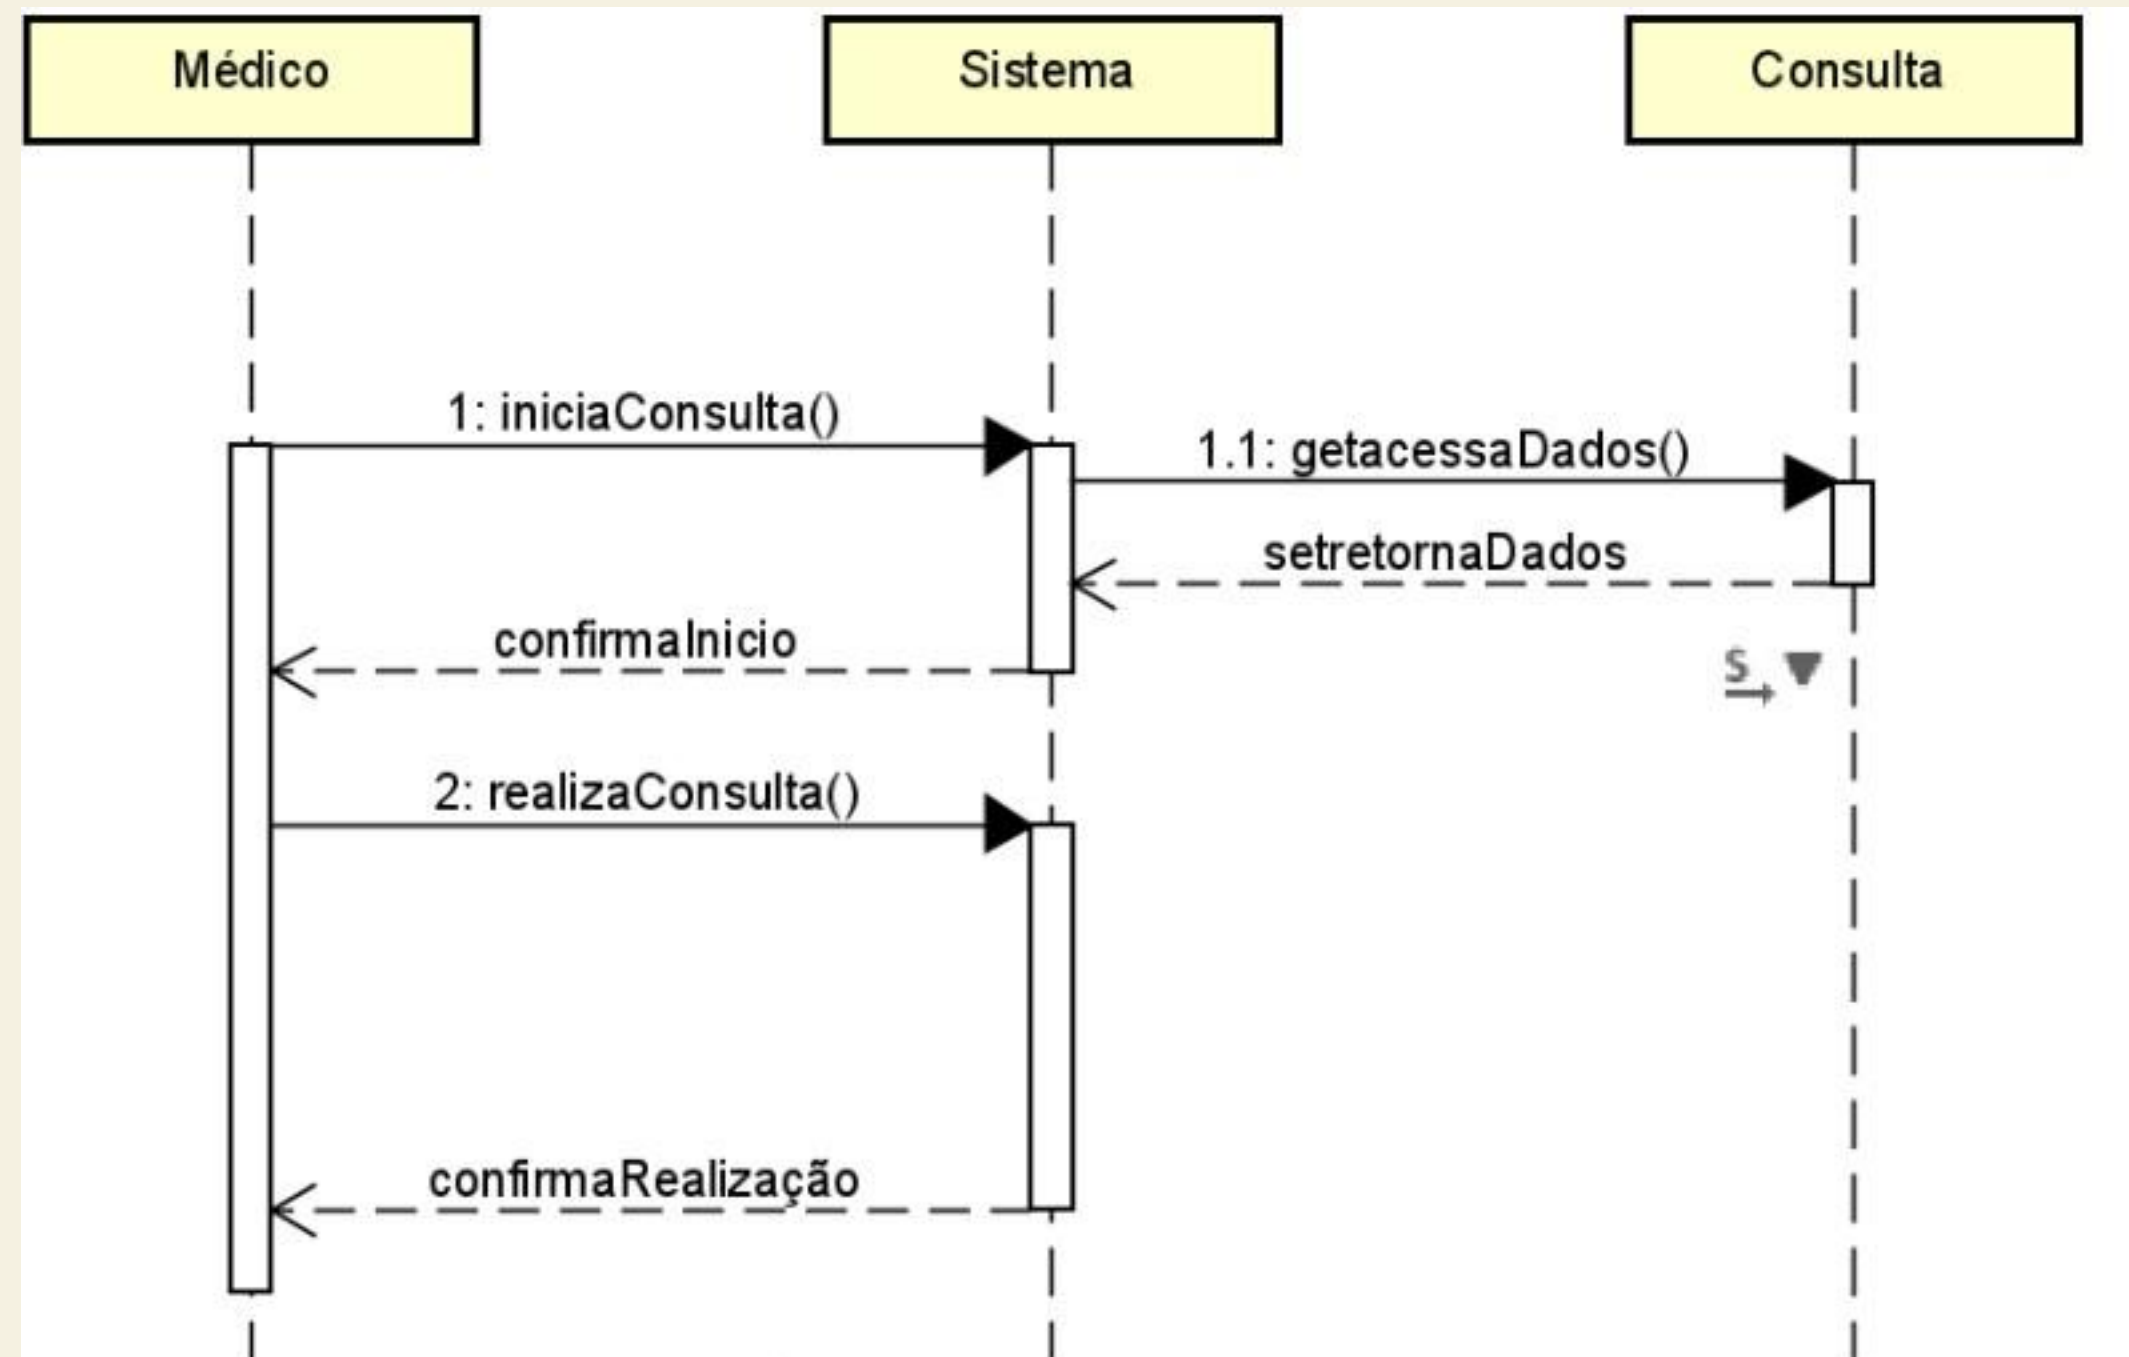 Médico
Sistema
Consulta
1: iniciaConsulta()
1.1: getacessaDados()
setretornaDados
confirmaInicio
S
2: realizaConsulta()
confirmaRealização